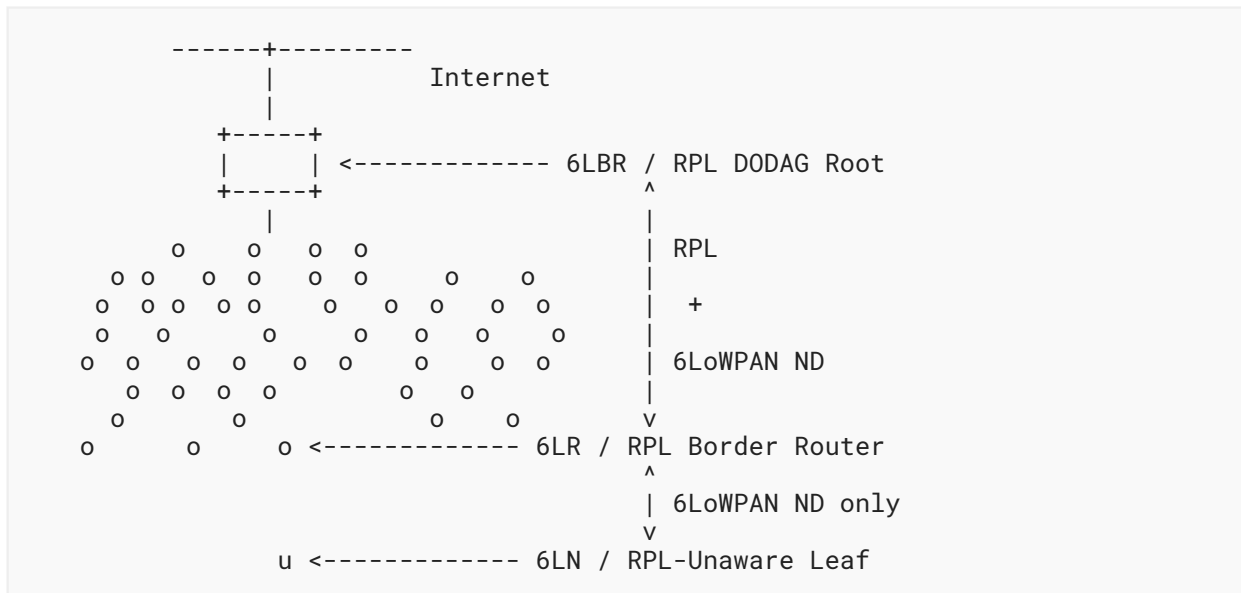 ------+---------
| Internet
|
+-----+
| | <------------- 6LBR / RPL DODAG Root
+-----+ ^
| |
o o o o | RPL
o o o o o o o o |
o o o o o o o o o o | +
o o o o o o o |
o o o o o o o o o | 6LoWPAN ND
o o o o o o |
o o o o v
o o o <------------- 6LR / RPL Border Router
^
| 6LoWPAN ND only
v
u <------------- 6LN / RPL-Unaware Leaf